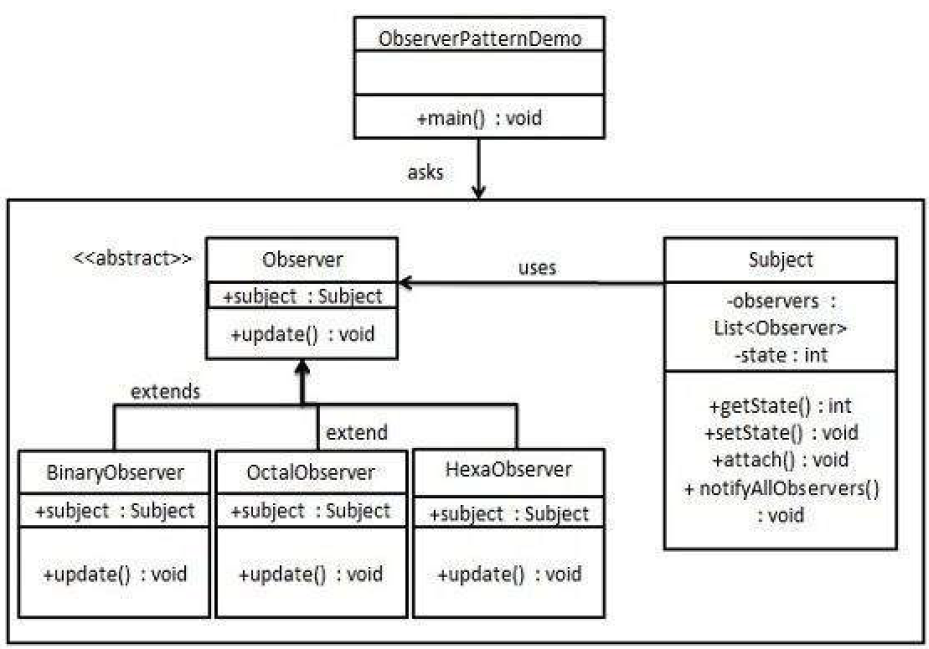 ObserverPatternDemo
+main() : void
asks
<<abstract>>
Observer
+subject : Subject
+update() : void
uses
Subject
-observers :
List<Observer>
-state : int
+getState() : int
+setState() : void
+attach() : void
+ notifyAllObservers()
: void
extends
extend
BinaryObserver
+subject : Subject
+update() : void
OctalObserver
+subject : Subject
+update() : void
HexaObserver
+subject : Subject
+update() : void